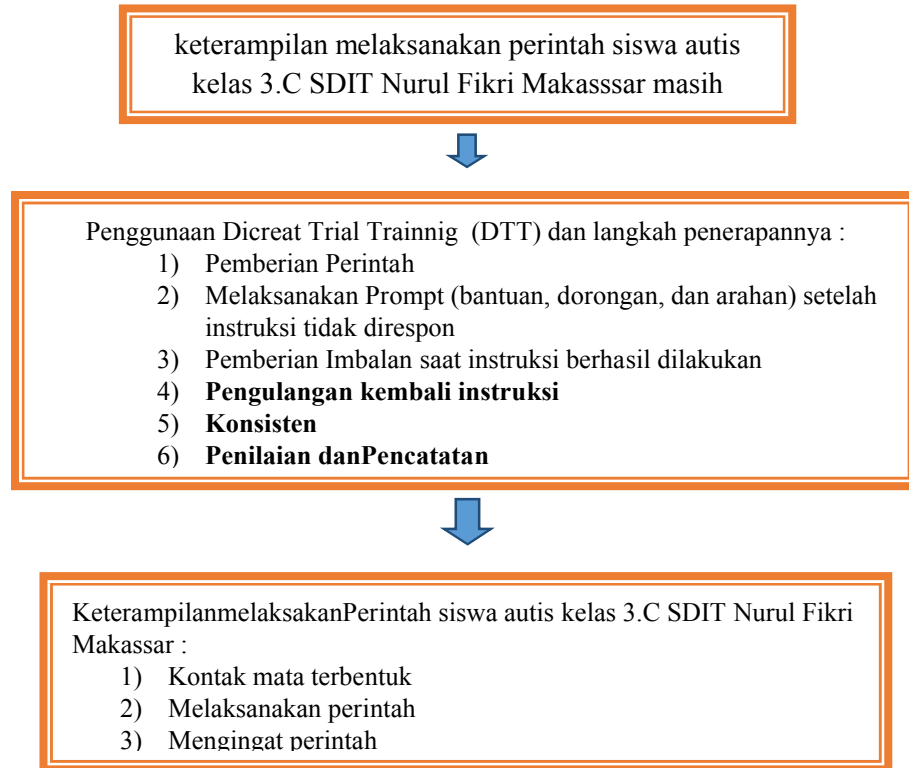 keterampilan melaksanakan perintah siswa autis
kelas 3.C SDIT Nurul Fikri Makasssar masih
Penggunaan Dicreat Trial Trainnig (DTT) dan langkah penerapannya :
1) Pemberian Perintah
2) Melaksanakan Prompt (bantuan, dorongan, dan arahan) setelah
instruksi tidak direspon
3) Pemberian Imbalan saat instruksi berhasil dilakukan
4) Pengulangan kembali instruksi
5) Konsisten
6) Penilaian danPencatatan
KeterampilanmelaksakanPerintah siswa autis kelas 3.C SDIT Nurul Fikri
Makassar :
1) Kontak mata terbentuk
2) Melaksanakan perintah
3) Mengingat perintah